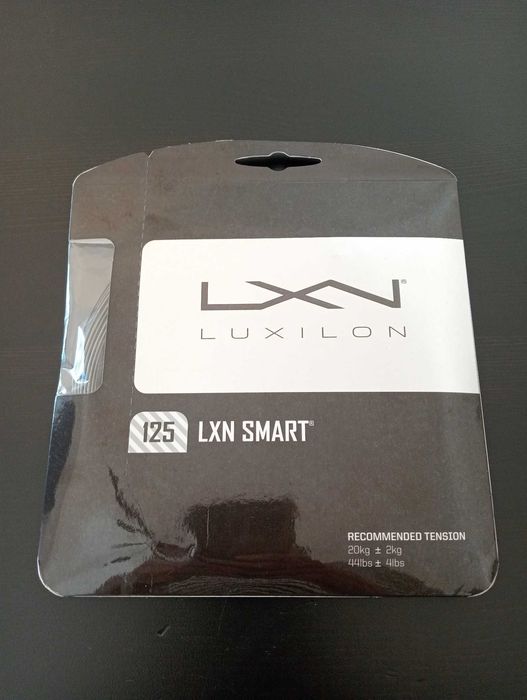 LXN®
LUXILON
125 LXN SMART®
RECOMMENDED TENSION
20kg ± 2kg
44lbs ± 4lbs